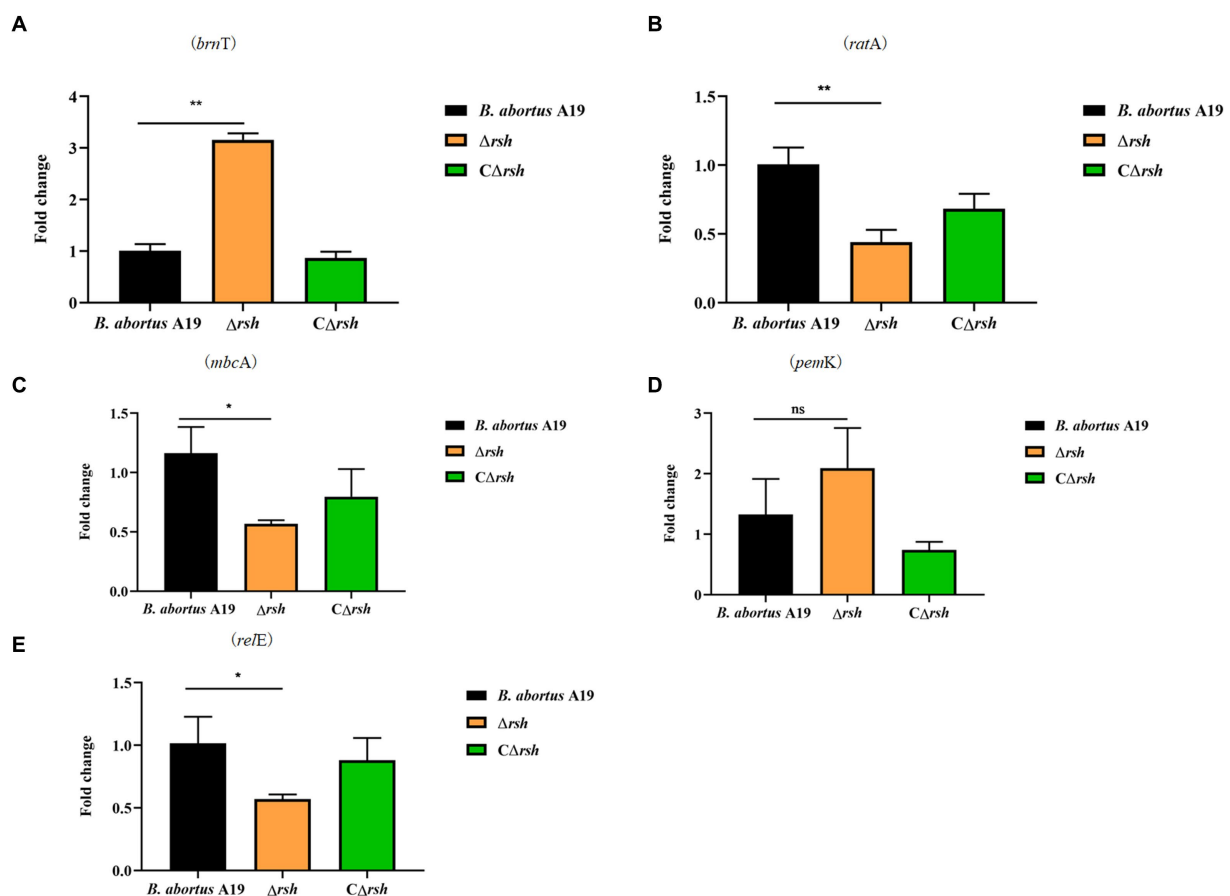 A
(brnT)
**
4
3
2
1
0
Fold change
B. abortus A19
Δrsh
CΔrsh
B. abortus A19
Δrsh
CΔrsh
B
(ratA)
**
1.5
1.0
0.5
0.0
Fold change
B. abortus A19
Δrsh
CΔrsh
B. abortus A19
Δrsh
CΔrsh
C
(mbcA)
*
1.5
1.0
0.5
0.0
Fold change
B. abortus A19
Δrsh
CΔrsh
B. abortus A19
Δrsh
CΔrsh
D
(pemK)
ns
3
2
1
0
Fold change
B. abortus A19
Δrsh
CΔrsh
B. abortus A19
Δrsh
CΔrsh
E
(relE)
*
1.5
1.0
0.5
0.0
Fold change
B. abortus A19
Δrsh
CΔrsh
B. abortus A19
Δrsh
CΔrsh